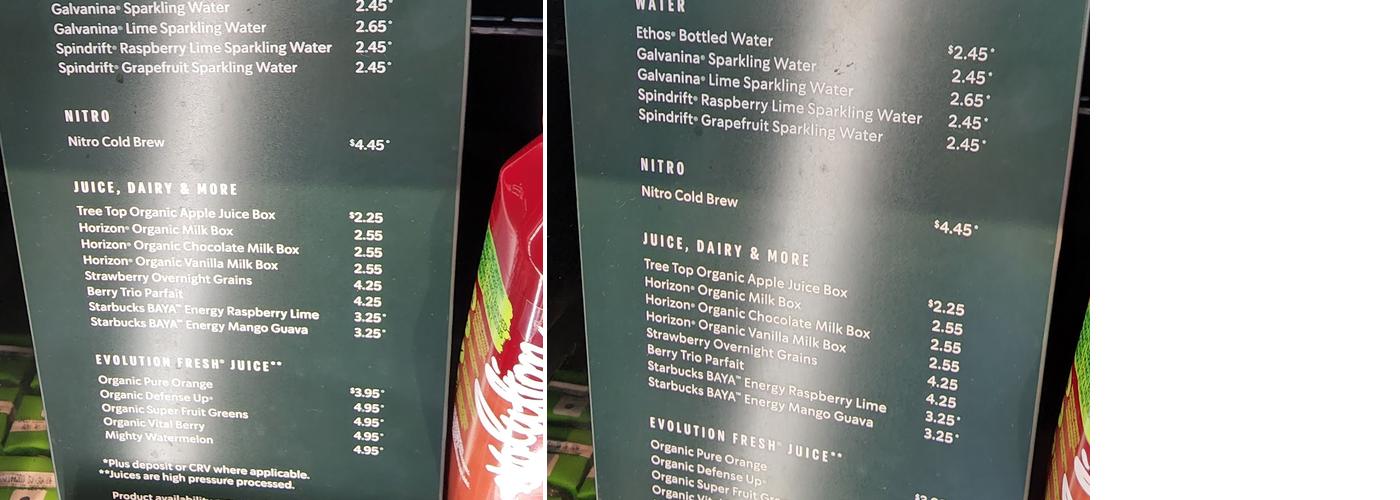 Galvanina® Sparkling Water 2.45*
Galvanina® Lime Sparkling Water 2.65*
Spindrift® Raspberry Lime Sparkling Water 2.45*
Spindrift® Grapefruit Sparkling Water 2.45*
NITRO
Nitro Cold Brew $4.45*
JUICE, DAIRY & MORE
Tree Top Organic Apple Juice Box $2.25
Horizon® Organic Milk Box 2.55
Horizon® Organic Chocolate Milk Box 2.55
Horizon® Organic Vanilla Milk Box 2.55
Strawberry Overnight Grains 4.25
Berry Trio Parfait 4.25
Starbucks BAYA™ Energy Raspberry Lime 3.25*
Starbucks BAYA™ Energy Mango Guava 3.25*
EVOLUTION FRESH® JUICE**
Organic Pure Orange $3.95*
Organic Defense Up® 4.95*
Organic Super Fruit Greens 4.95*
Organic Vital Berry 4.95*
Mighty Watermelon 4.95*
*Plus deposit or CRV where applicable.
**Juices are high pressure processed.
Product availability
WATER
Ethos® Bottled Water $2.45*
Galvanina® Sparkling Water 2.45*
Galvanina® Lime Sparkling Water 2.65*
Spindrift® Raspberry Lime Sparkling Water 2.45*
Spindrift® Grapefruit Sparkling Water 2.45*
NITRO
Nitro Cold Brew $4.45*
JUICE, DAIRY & MORE
Tree Top Organic Apple Juice Box $2.25
Horizon® Organic Milk Box 2.55
Horizon® Organic Chocolate Milk Box 2.55
Horizon® Organic Vanilla Milk Box 2.55
Strawberry Overnight Grains 4.25
Berry Trio Parfait 4.25
Starbucks BAYA™ Energy Raspberry Lime 3.25*
Starbucks BAYA™ Energy Mango Guava 3.25*
EVOLUTION FRESH® JUICE**
Organic Pure Orange
Organic Defense Up®
Organic Super Fruit
Organic